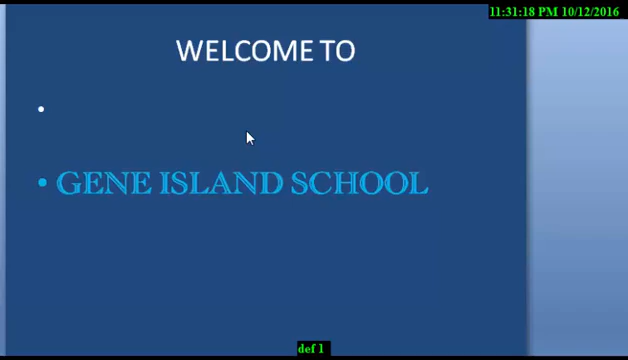 11:31:18 PM 10/12/2016
WELCOME TO
•
• GENE ISLAND SCHOOL
def 1